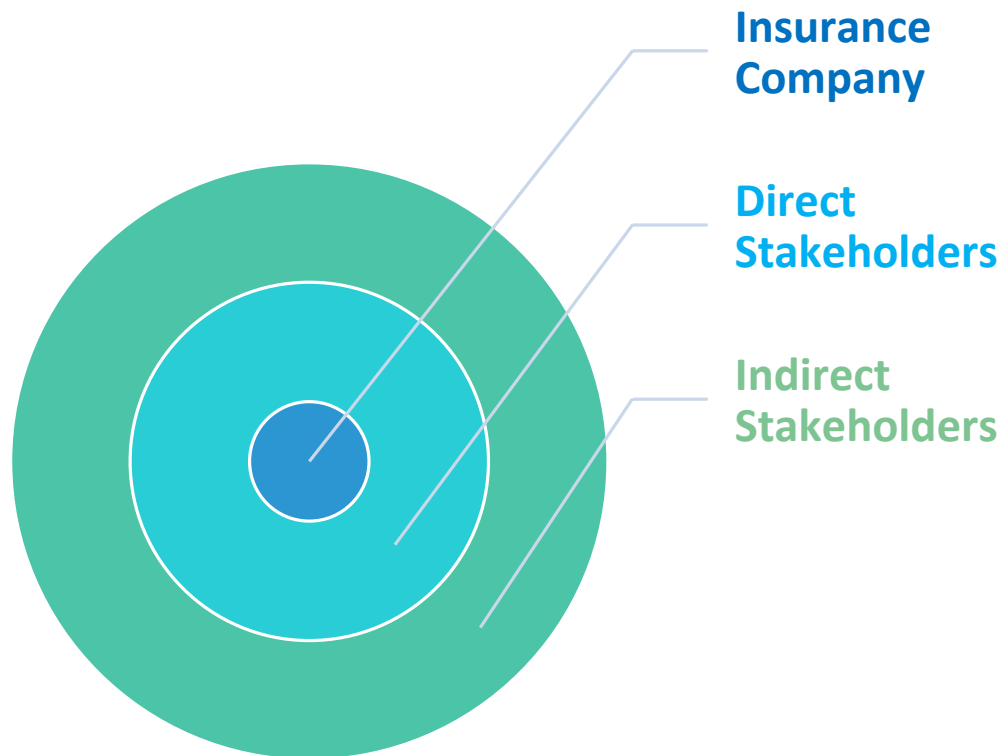 Insurance
Company
Direct
Stakeholders
Indirect
Stakeholders